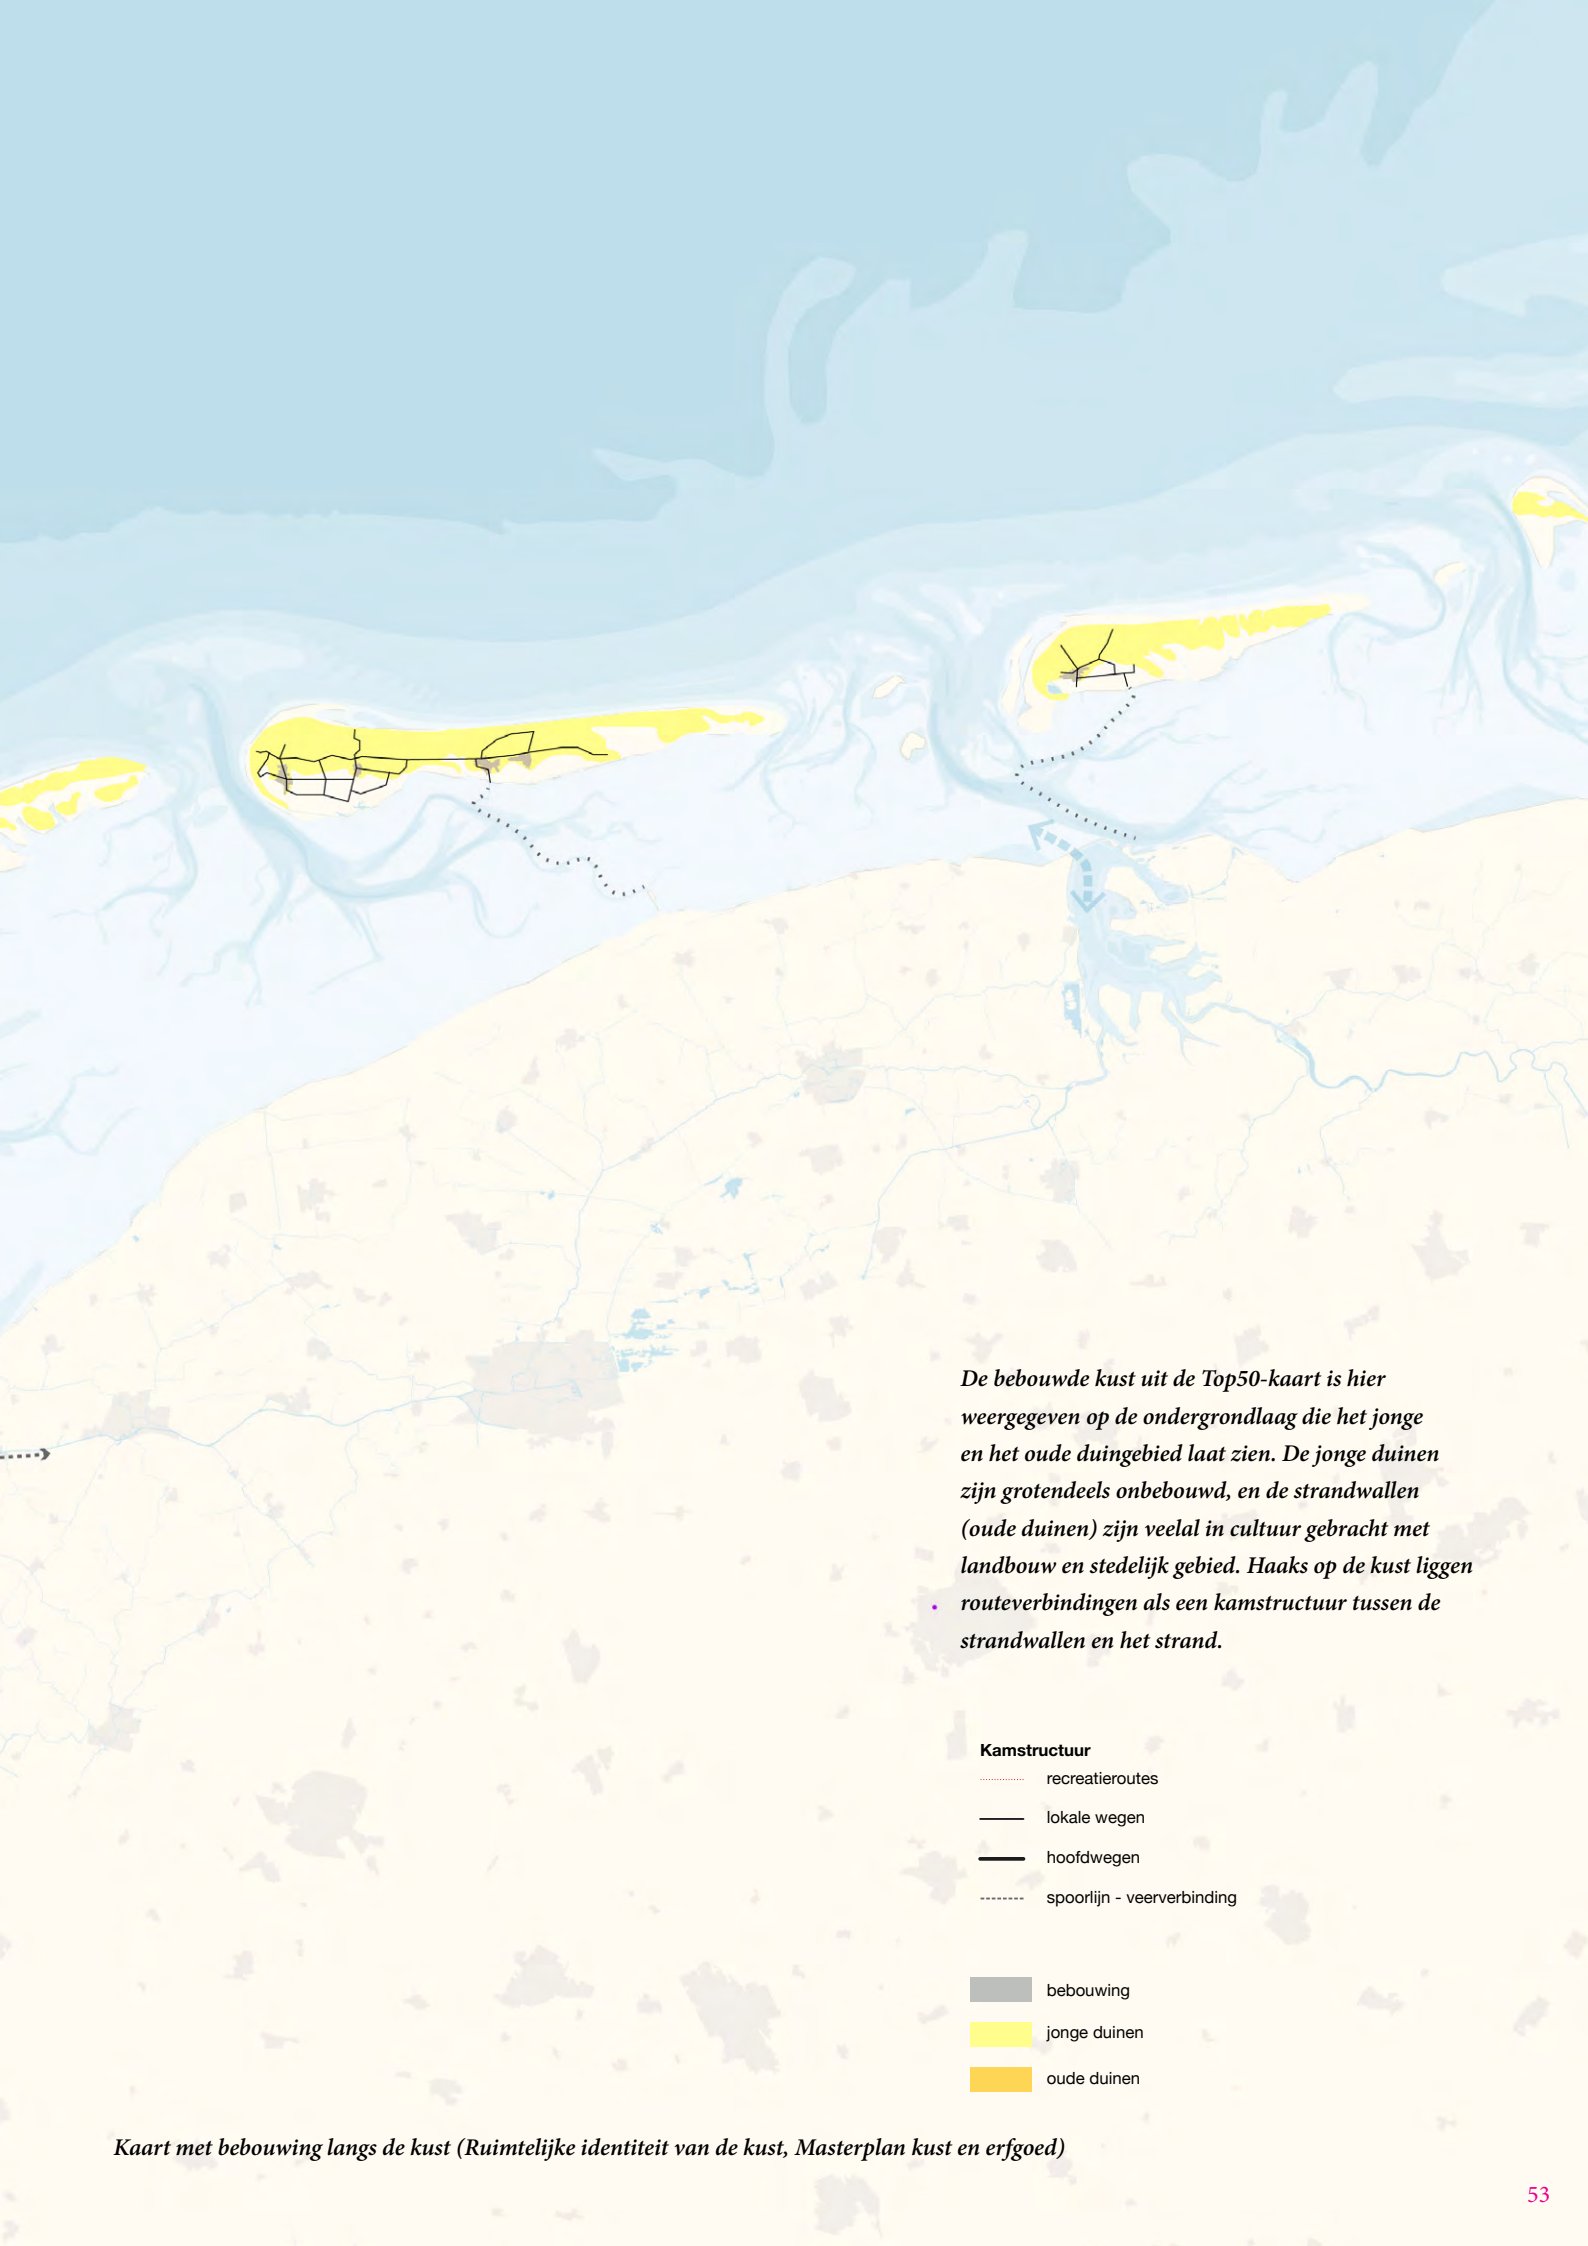 De bebouwde kust uit de Top50-kaart is hier
weergegeven op de ondergrondlaag die het jonge
en het oude duingebied laat zien. De jonge duinen
zijn grotendeels onbebouwd, en de strandwallen
(oude duinen) zijn veelal in cultuur gebracht met
landbouw en stedelijk gebied. Haaks op de kust liggen
routeverbindingen als een kamstructuur tussen de
strandwallen en het strand.
Kamstructuur
recreatieroutes
lokale wegen
hoofdwegen
spoorlijn - veerverbinding
bebouwing
jonge duinen
oude duinen
Kaart met bebouwing langs de kust (Ruimtelijke identiteit van de kust, Masterplan kust en erfgoed)
53